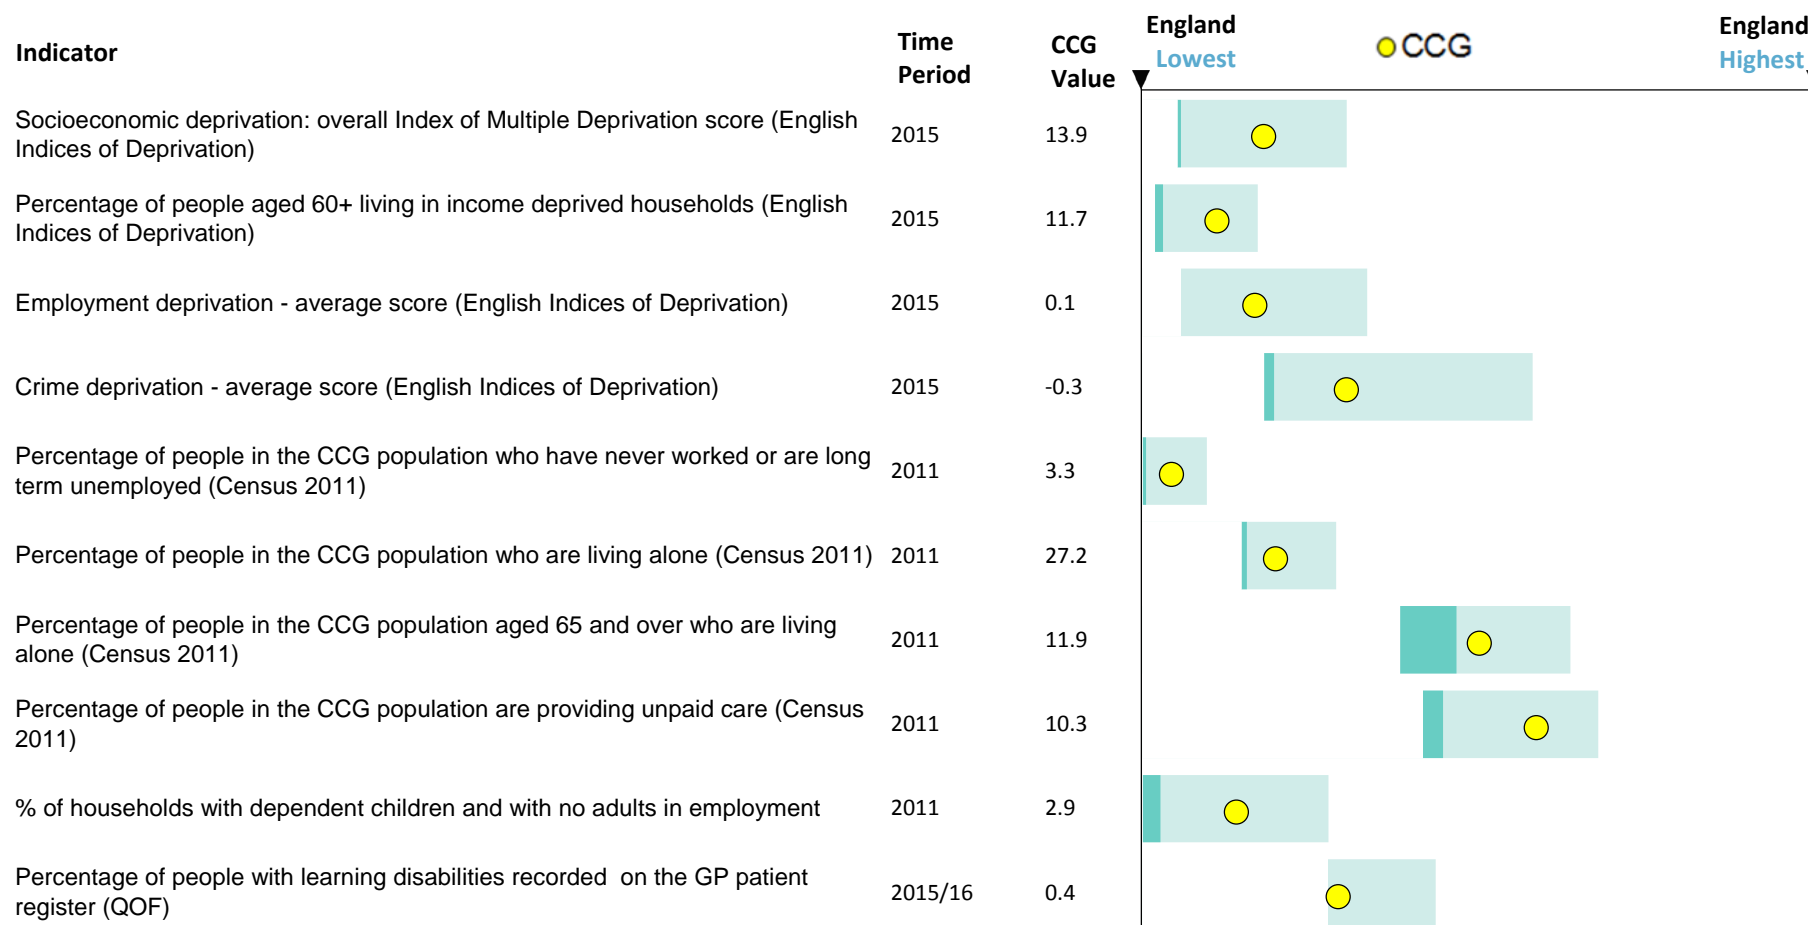 Indicator
Time
Period
CCG
Value
England
Lowest
CCG
England
Highest
Socioeconomic deprivation: overall Index of Multiple Deprivation score (English
Indices of Deprivation)
2015
13.9
Percentage of people aged 60+ living in income deprived households (English
Indices of Deprivation)
2015
11.7
Employment deprivation - average score (English Indices of Deprivation)
2015
0.1
Crime deprivation - average score (English Indices of Deprivation)
2015
-0.3
Percentage of people in the CCG population who have never worked or are long
term unemployed (Census 2011)
2011
3.3
Percentage of people in the CCG population who are living alone (Census 2011)
2011
27.2
Percentage of people in the CCG population aged 65 and over who are living
alone (Census 2011)
2011
11.9
Percentage of people in the CCG population are providing unpaid care (Census
2011)
2011
10.3
% of households with dependent children and with no adults in employment
2011
2.9
Percentage of people with learning disabilities recorded  on the GP patient
register (QOF)
2015/16
0.4